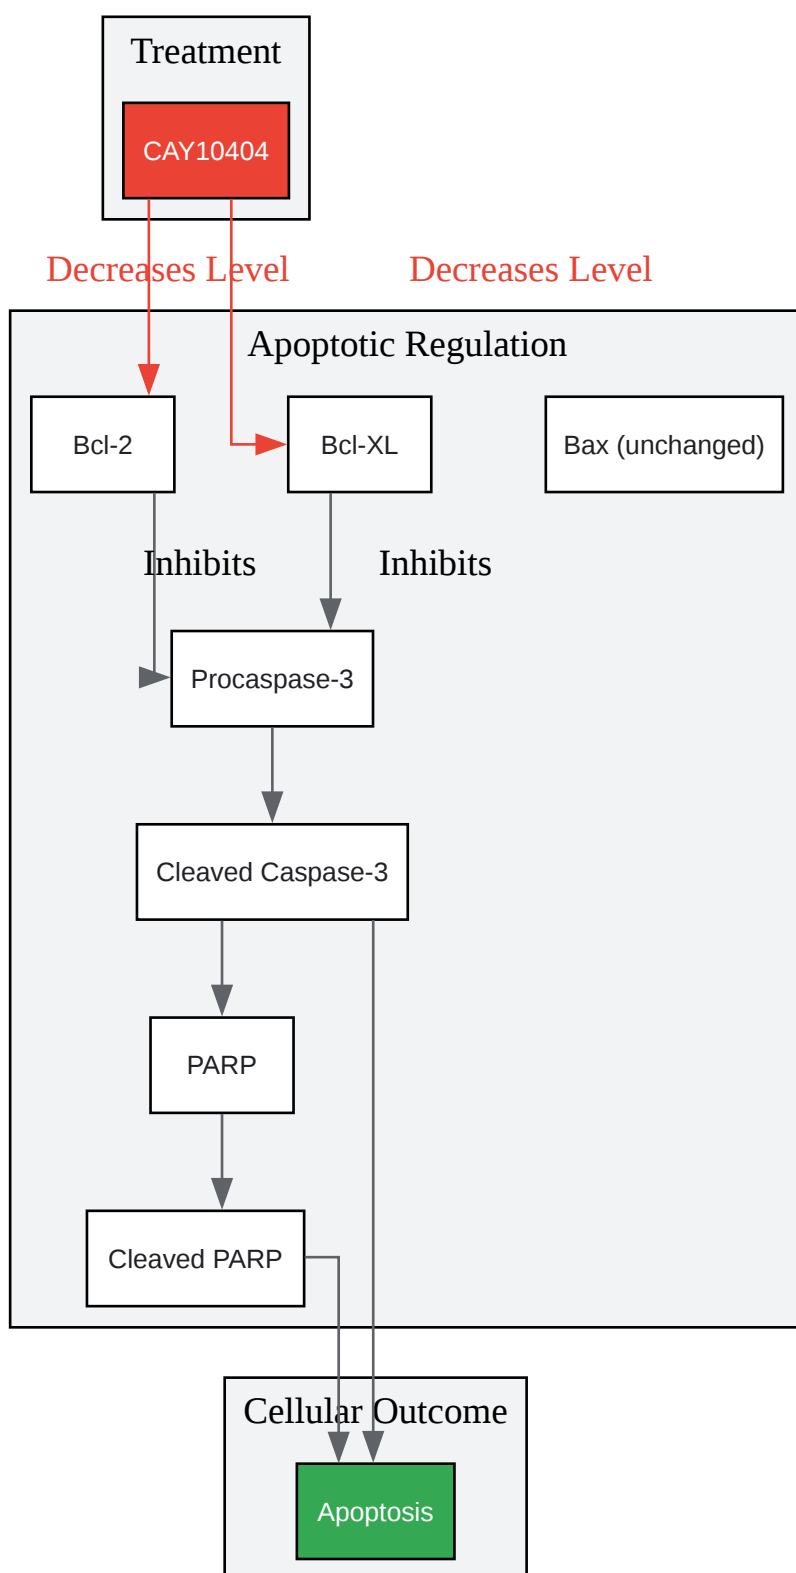 Treatment
CAY10404
Decreases Level
Decreases Level
Apoptotic Regulation
Bcl-2
Bcl-XL
Bax (unchanged)
Inhibits
Inhibits
Procaspase-3
Cleaved Caspase-3
PARP
Cleaved PARP
Cellular Outcome
Apoptosis